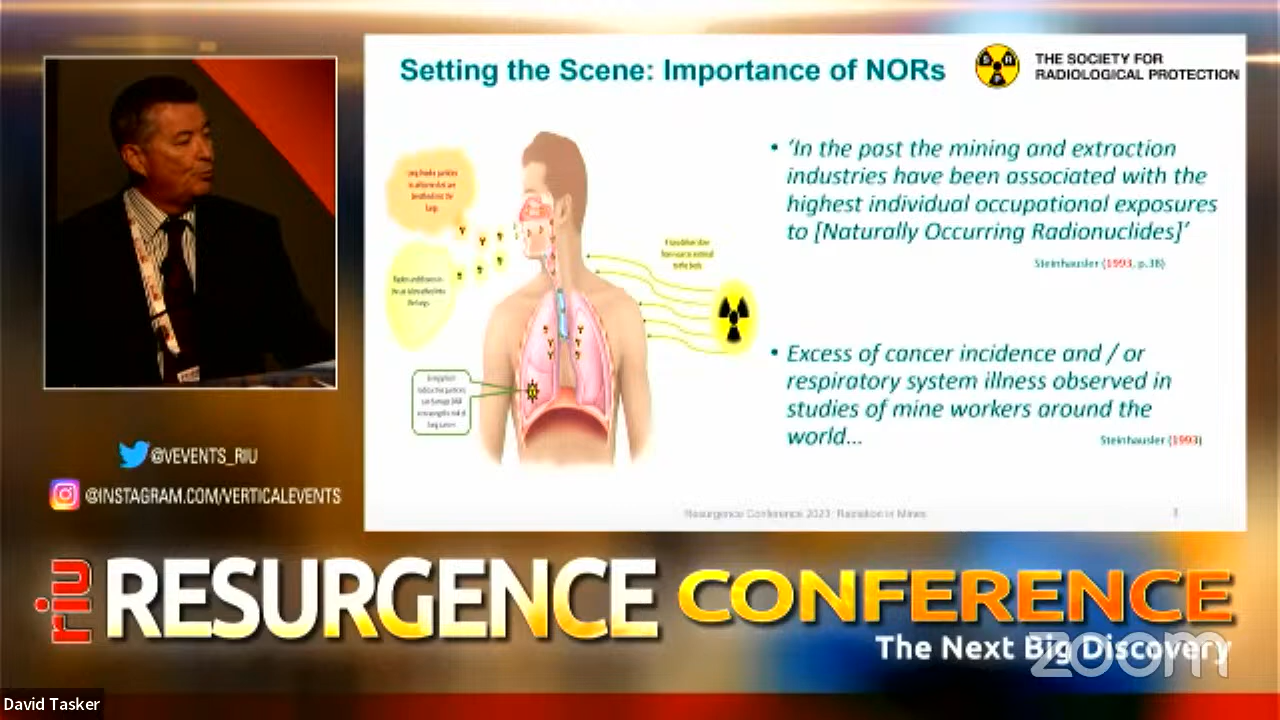 Setting the Scene: Importance of NORs
THE SOCIETY FOR
RADIOLOGICAL PROTECTION
• ‘In the past the mining and extraction
industries have been associated with the
highest individual occupational exposures
to [Naturally Occurring Radionuclides]’
Steinhausler (1993, p.38)
• Excess of cancer incidence and / or
respiratory system illness observed in
studies of mine workers around the
world...
Steinhausler (1993)
Resurgence Conference 2023: Radiation in Mines
@VEVENTS_RIU
@INSTAGRAM.COM/VERTICALEVENTS
riu RESURGENCE CONFERENCE
The Next Big Discovery
zoom
David Tasker